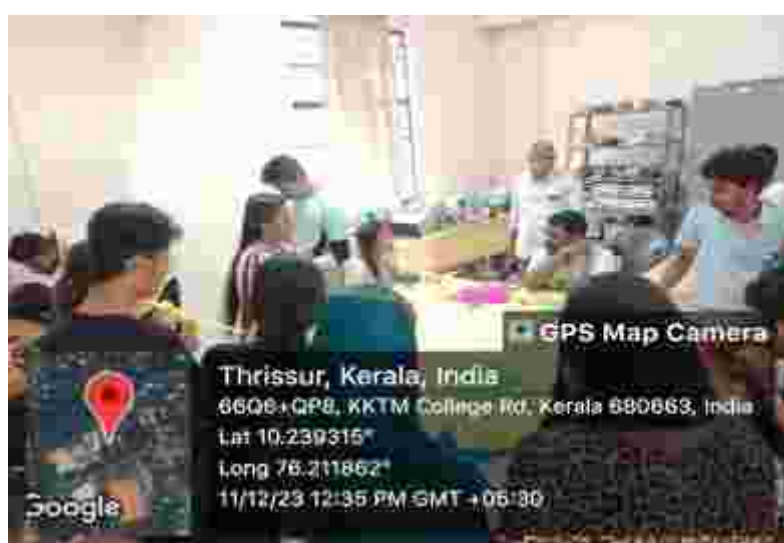 GPS Map Camera
Thrissur, Kerala, India
66Q6+QP8, KKTM College Rd, Kerala 680663, India
Lat 10.239315°
Long 76.211862°
11/12/23 12:35 PM GMT +05:30
Google